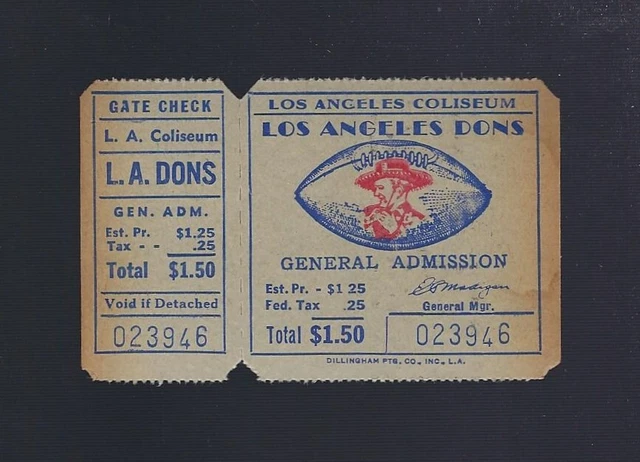 GATE CHECK
L. A. Coliseum
L.A. DONS
GEN. ADM.
Est. Pr. $1.25
Tax - - .25
Total $1.50
Void if Detached
023946
LOS ANGELES COLISEUM
LOS ANGELES DONS
GENERAL ADMISSION
Est. Pr. - $1 25
Fed. Tax .25
General Mgr.
Total $1.50
023946
DILLINGHAM PTG. CO., INC., L.A.